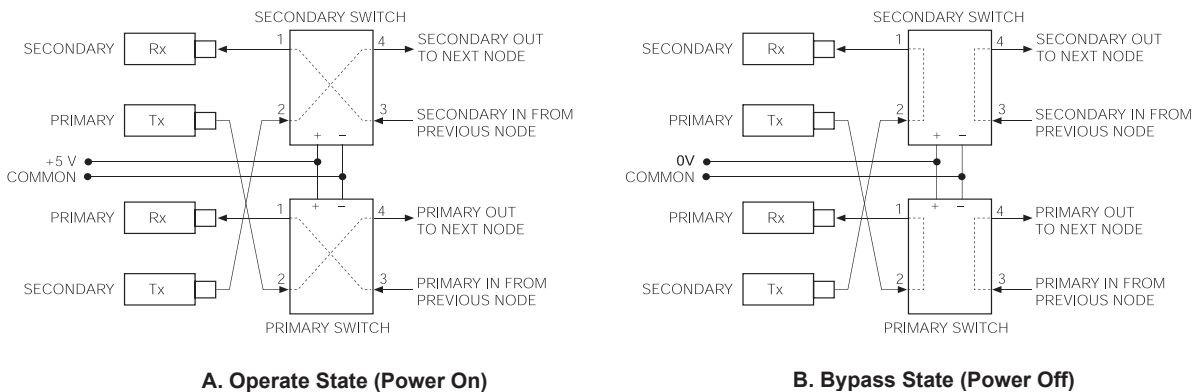 SECONDARY SWITCH
SECONDARY Rx 1 4 SECONDARY OUT
TO NEXT NODE
PRIMARY Tx 2 3 SECONDARY IN FROM
PREVIOUS NODE
+ −
+5 V
COMMON
+ −
PRIMARY Rx 1 4 PRIMARY OUT
TO NEXT NODE
SECONDARY Tx 2 3 PRIMARY IN FROM
PREVIOUS NODE
PRIMARY SWITCH
A. Operate State (Power On)
SECONDARY SWITCH
SECONDARY Rx 1 4 SECONDARY OUT
TO NEXT NODE
PRIMARY Tx 2 3 SECONDARY IN FROM
PREVIOUS NODE
+ −
0V
COMMON
+ −
PRIMARY Rx 1 4 PRIMARY OUT
TO NEXT NODE
SECONDARY Tx 2 3 PRIMARY IN FROM
PREVIOUS NODE
PRIMARY SWITCH
B. Bypass State (Power Off)